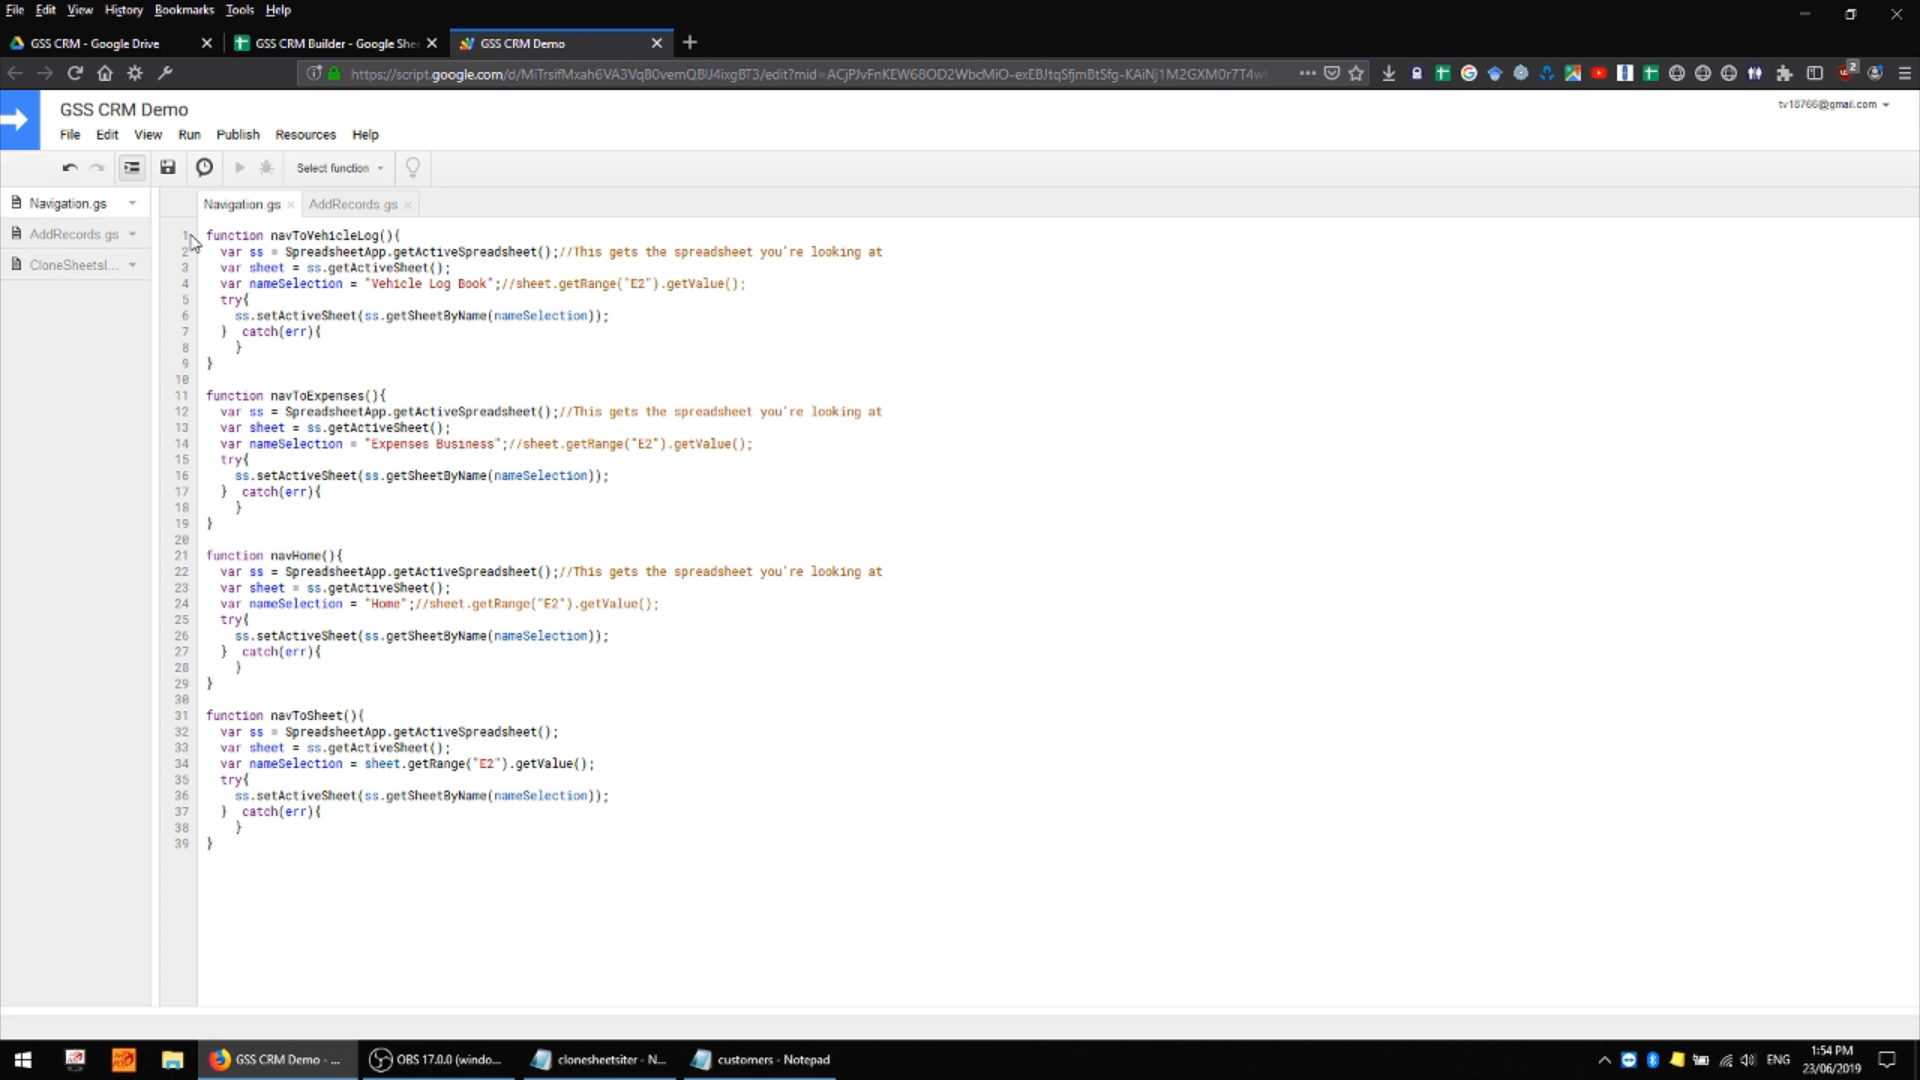 File Edit View History Bookmarks Tools Help
GSS CRM - Google Drive
GSS CRM Builder - Google She
GSS CRM Demo
GSS CRM Demo
tv18766@gmail.com
File Edit View Run Publish Resources Help
Select function
Navigation.gs
AddRecords.gs
CloneSheetsI...
Navigation.gs
AddRecords.gs
1 function navToVehicleLog(){
2 var ss = SpreadsheetApp.getActiveSpreadsheet();//This gets the spreadsheet you're looking at
3 var sheet = ss.getActiveSheet();
4 var nameSelection = "Vehicle Log Book";//sheet.getRange("E2").getValue();
5 try{
6 ss.setActiveSheet(ss.getSheetByName(nameSelection));
7 } catch(err){
8 }
9 }
10
11 function navToExpenses(){
12 var ss = SpreadsheetApp.getActiveSpreadsheet();//This gets the spreadsheet you're looking at
13 var sheet = ss.getActiveSheet();
14 var nameSelection = "Expenses Business";//sheet.getRange("E2").getValue();
15 try{
16 ss.setActiveSheet(ss.getSheetByName(nameSelection));
17 } catch(err){
18 }
19 }
20
21 function navHome(){
22 var ss = SpreadsheetApp.getActiveSpreadsheet();//This gets the spreadsheet you're looking at
23 var sheet = ss.getActiveSheet();
24 var nameSelection = "Home";//sheet.getRange("E2").getValue();
25 try{
26 ss.setActiveSheet(ss.getSheetByName(nameSelection));
27 } catch(err){
28 }
29 }
30
31 function navToSheet(){
32 var ss = SpreadsheetApp.getActiveSpreadsheet();
33 var sheet = ss.getActiveSheet();
34 var nameSelection = sheet.getRange("E2").getValue();
35 try{
36 ss.setActiveSheet(ss.getSheetByName(nameSelection));
37 } catch(err){
38 }
39 }
GSS CRM Demo - ...
OBS 17.0.0 (windo...
clonesheetsiter - N...
customers - Notepad
ENG
1:54 PM
23/06/2019